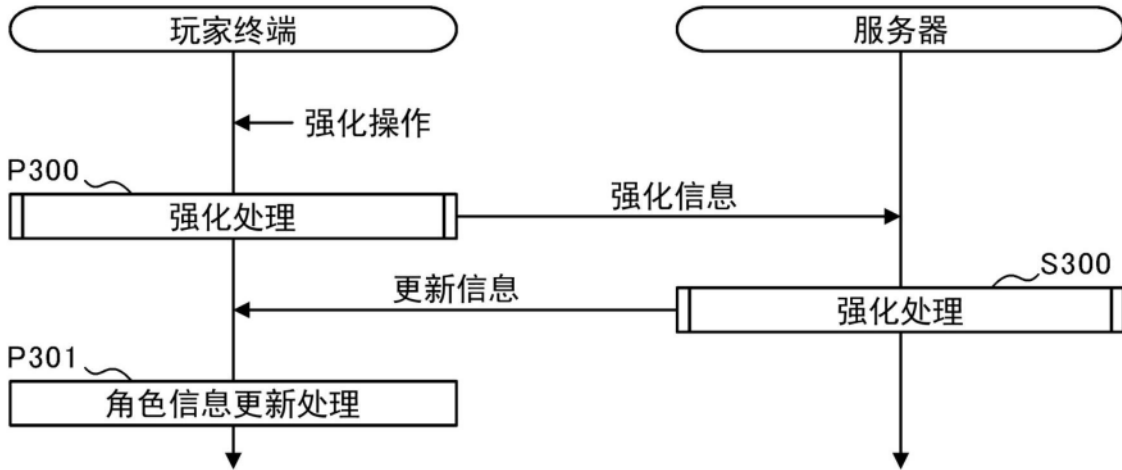 玩家终端
服务器
强化操作
P300
强化处理
强化信息
更新信息
S300
强化处理
P301
角色信息更新处理